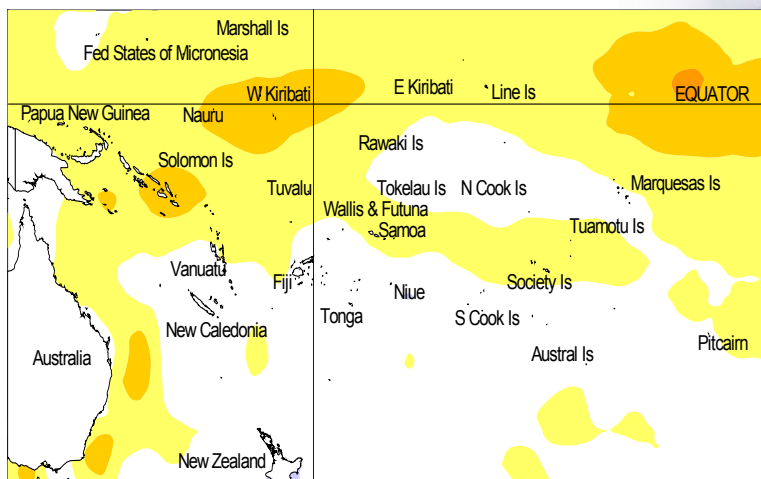 Marshall Is
Fed States of Micronesia
W Kiribati
E Kiribati
Line Is
EQUATOR
Papua New Guinea
Nauru
Rawaki Is
Solomon Is
Tuvalu
Tokelau Is
N Cook Is
Marquesas Is
Wallis & Futuna
Samoa
Tuamotu Is
Vanuatu
Fiji
Society Is
Niue
Tonga
S Cook Is
New Caledonia
Australia
Austral Is
Pitcairn
New Zealand